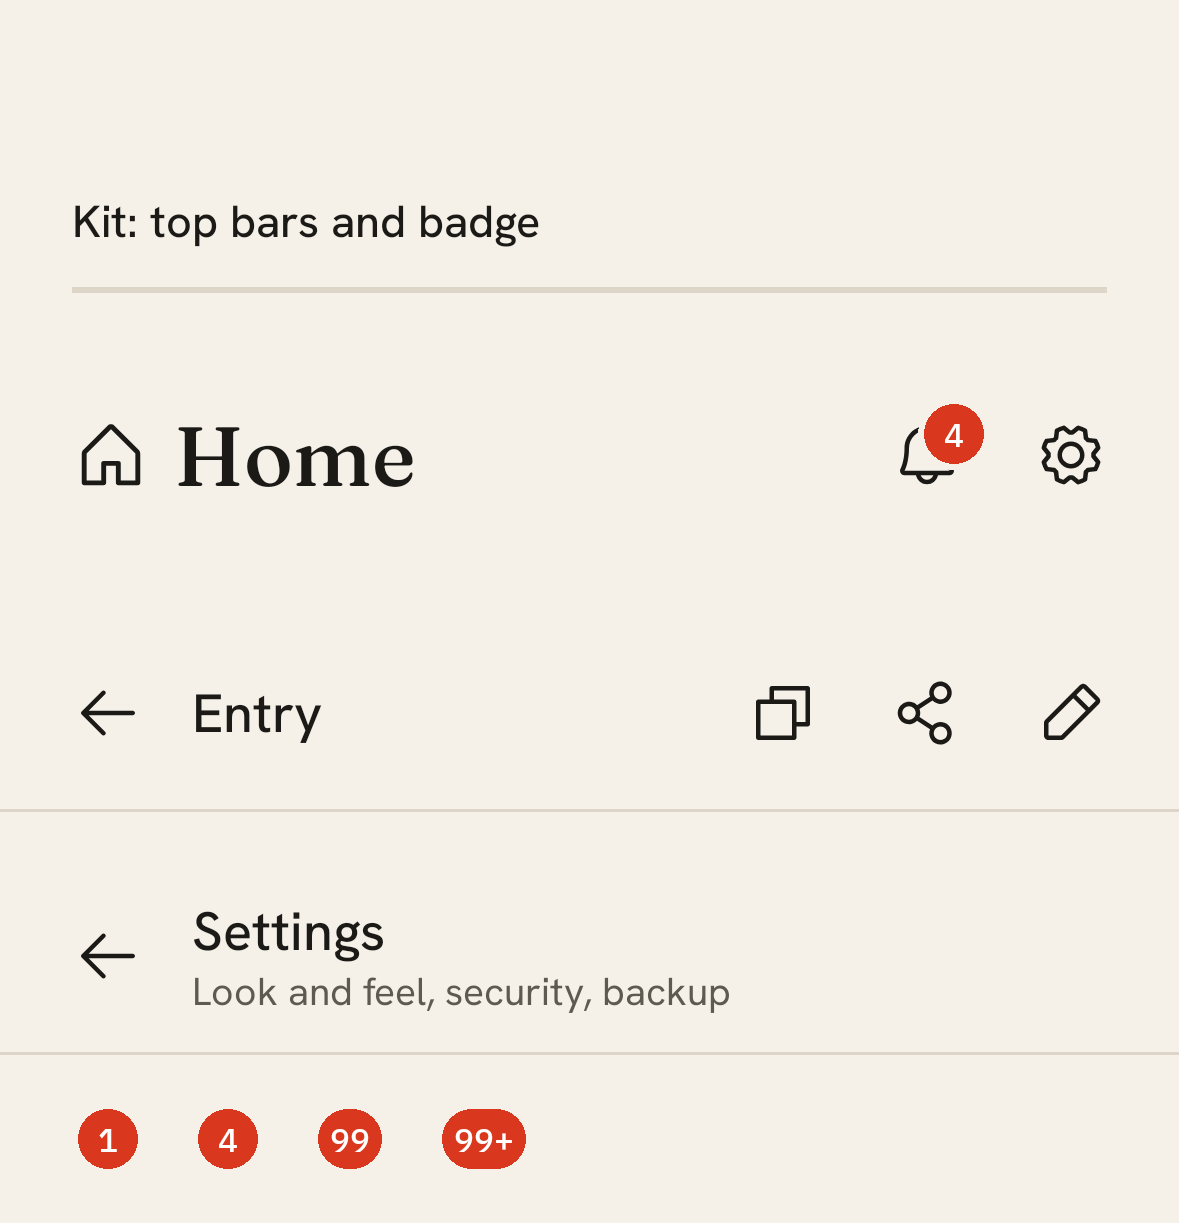 Kit: top bars and badge
Home
4
Entry
Settings
Look and feel, security, backup
1 4 99 99+